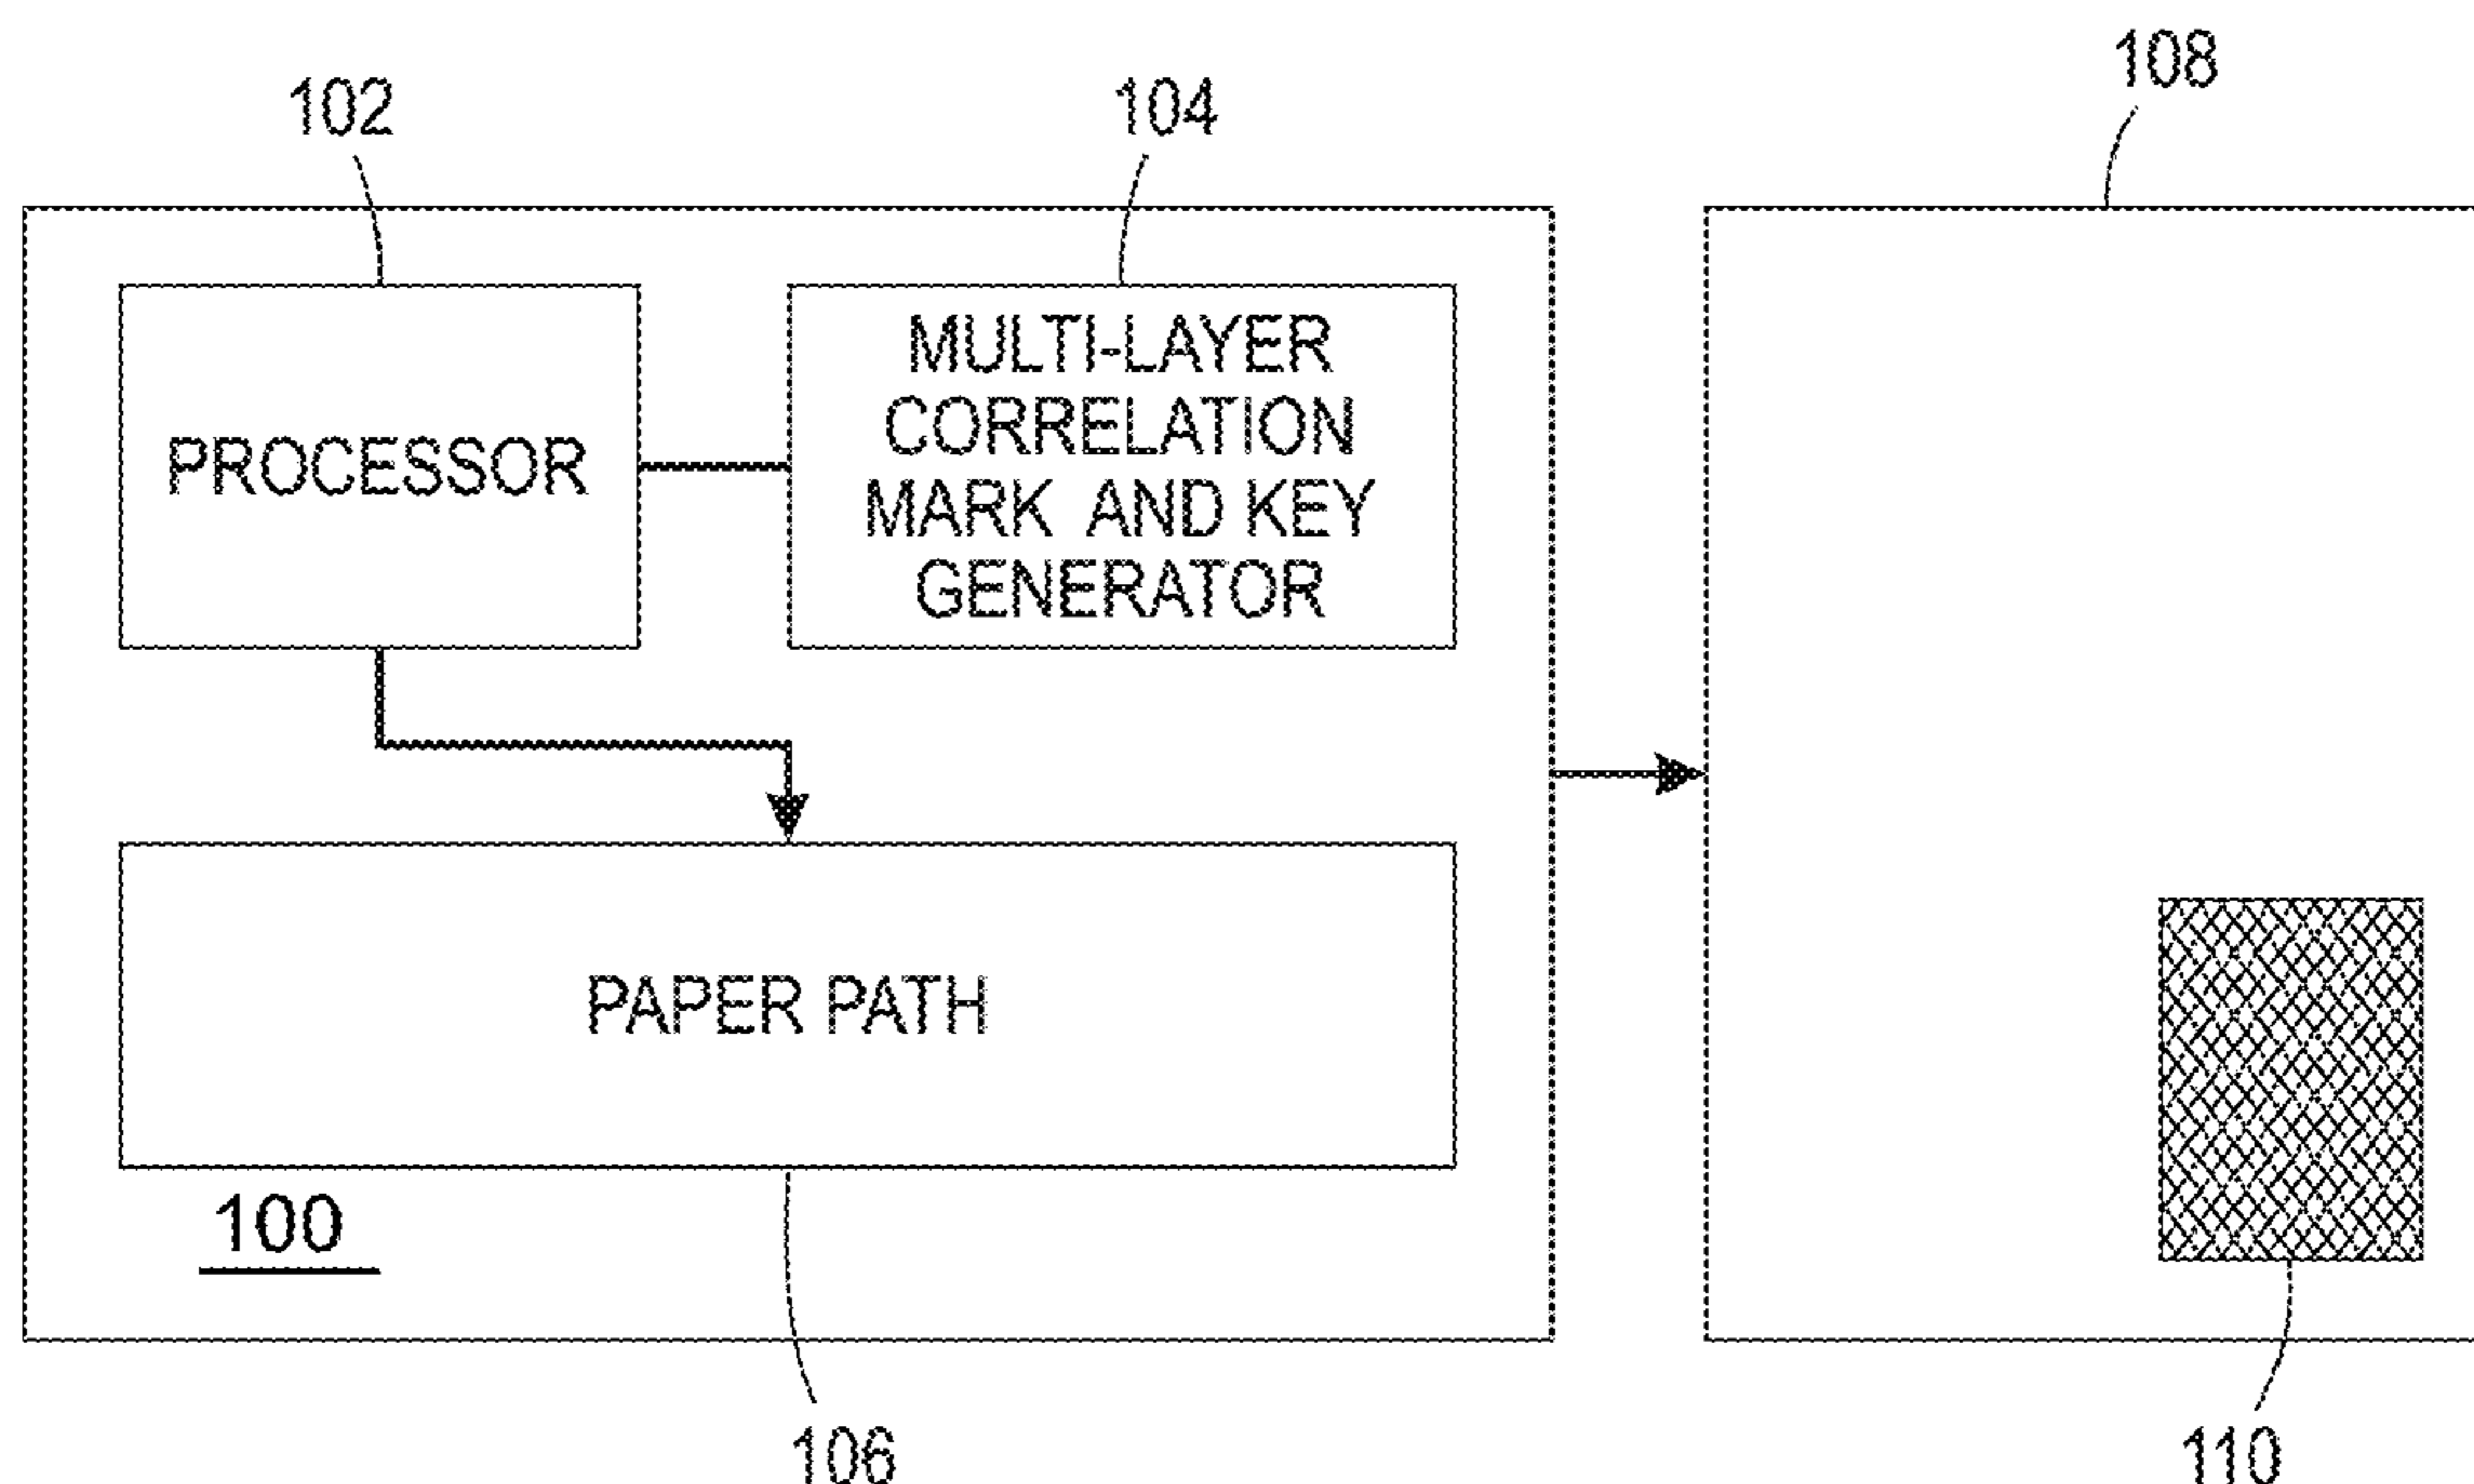 108
102
104
PROCESSOR
MULTI-LAYER
CORRELATION
MARK AND KEY
GENERATOR
PAPER PATH
100
106
110